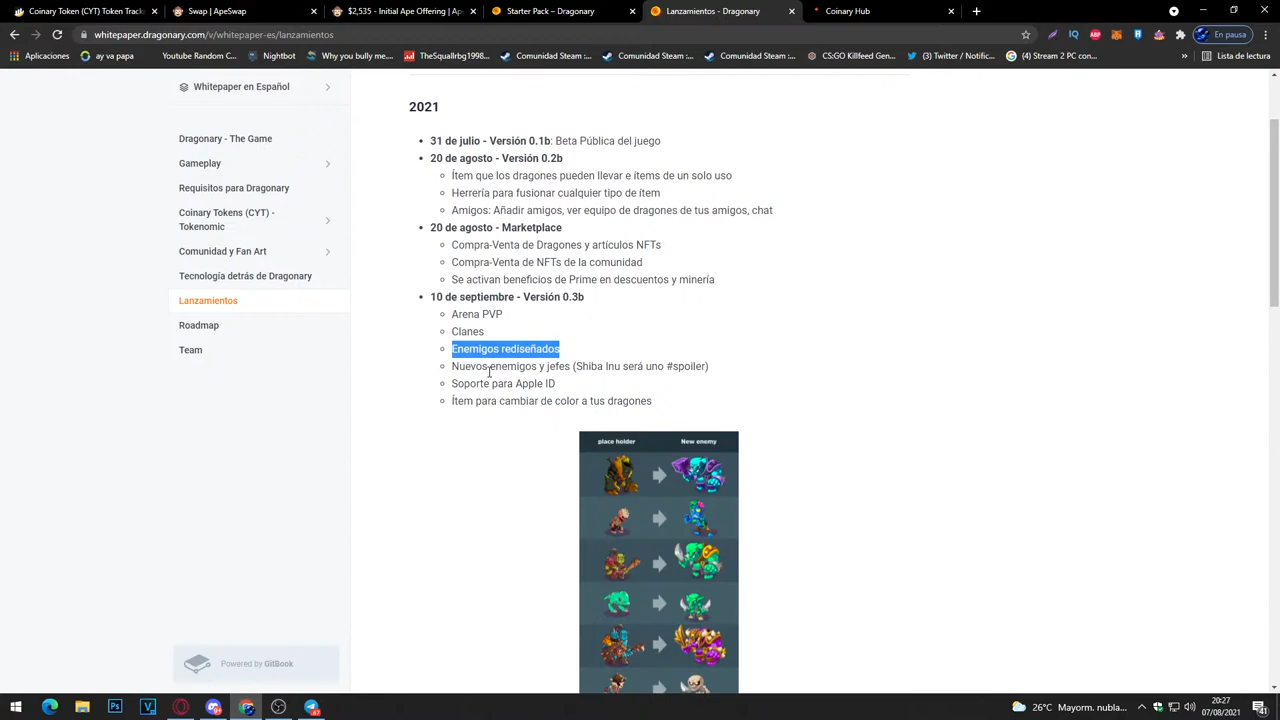 Coinary Token (CYT) Token Track
ApeSwap
$2,535 - Initial Ape Offering | Ap
Starter Pack – Dragonary
Lanzamientos - Dragonary
Coinary Hub
whitepaper.dragonary.com/v/whitepaper-es/lanzamientos
En pausa
Aplicaciones
ay va papa
Youtube Random C...
Nightbot
Why you bully me....
TheSquallrbg1998...
Comunidad Steam :...
Comunidad Steam :...
Comunidad Steam :...
CS:GO Killfeed Gen...
(3) Twitter / Notific...
(4) Stream 2 PC con...
»
Lista de lectura
Whitepaper en Español
Dragonary - The Game
Gameplay
Requisitos para Dragonary
Coinary Tokens (CYT) -
Tokenomic
Comunidad y Fan Art
Tecnología detrás de Dragonary
Lanzamientos
Roadmap
Team
Powered by GitBook
2021
31 de julio - Versión 0.1b: Beta Pública del juego
20 de agosto - Versión 0.2b
Ítem que los dragones pueden llevar e ítems de un solo uso
Herrería para fusionar cualquier tipo de ítem
Amigos: Añadir amigos, ver equipo de dragones de tus amigos, chat
20 de agosto - Marketplace
Compra-Venta de Dragones y artículos NFTs
Compra-Venta de NFTs de la comunidad
Se activan beneficios de Prime en descuentos y minería
10 de septiembre - Versión 0.3b
Arena PVP
Clanes
Enemigos rediseñados
Nuevos enemigos y jefes (Shiba Inu será uno #spoiler)
Soporte para Apple ID
Ítem para cambiar de color a tus dragones
place holder
New enemy
26°C Mayorm. nubla...
20:27
07/08/2021